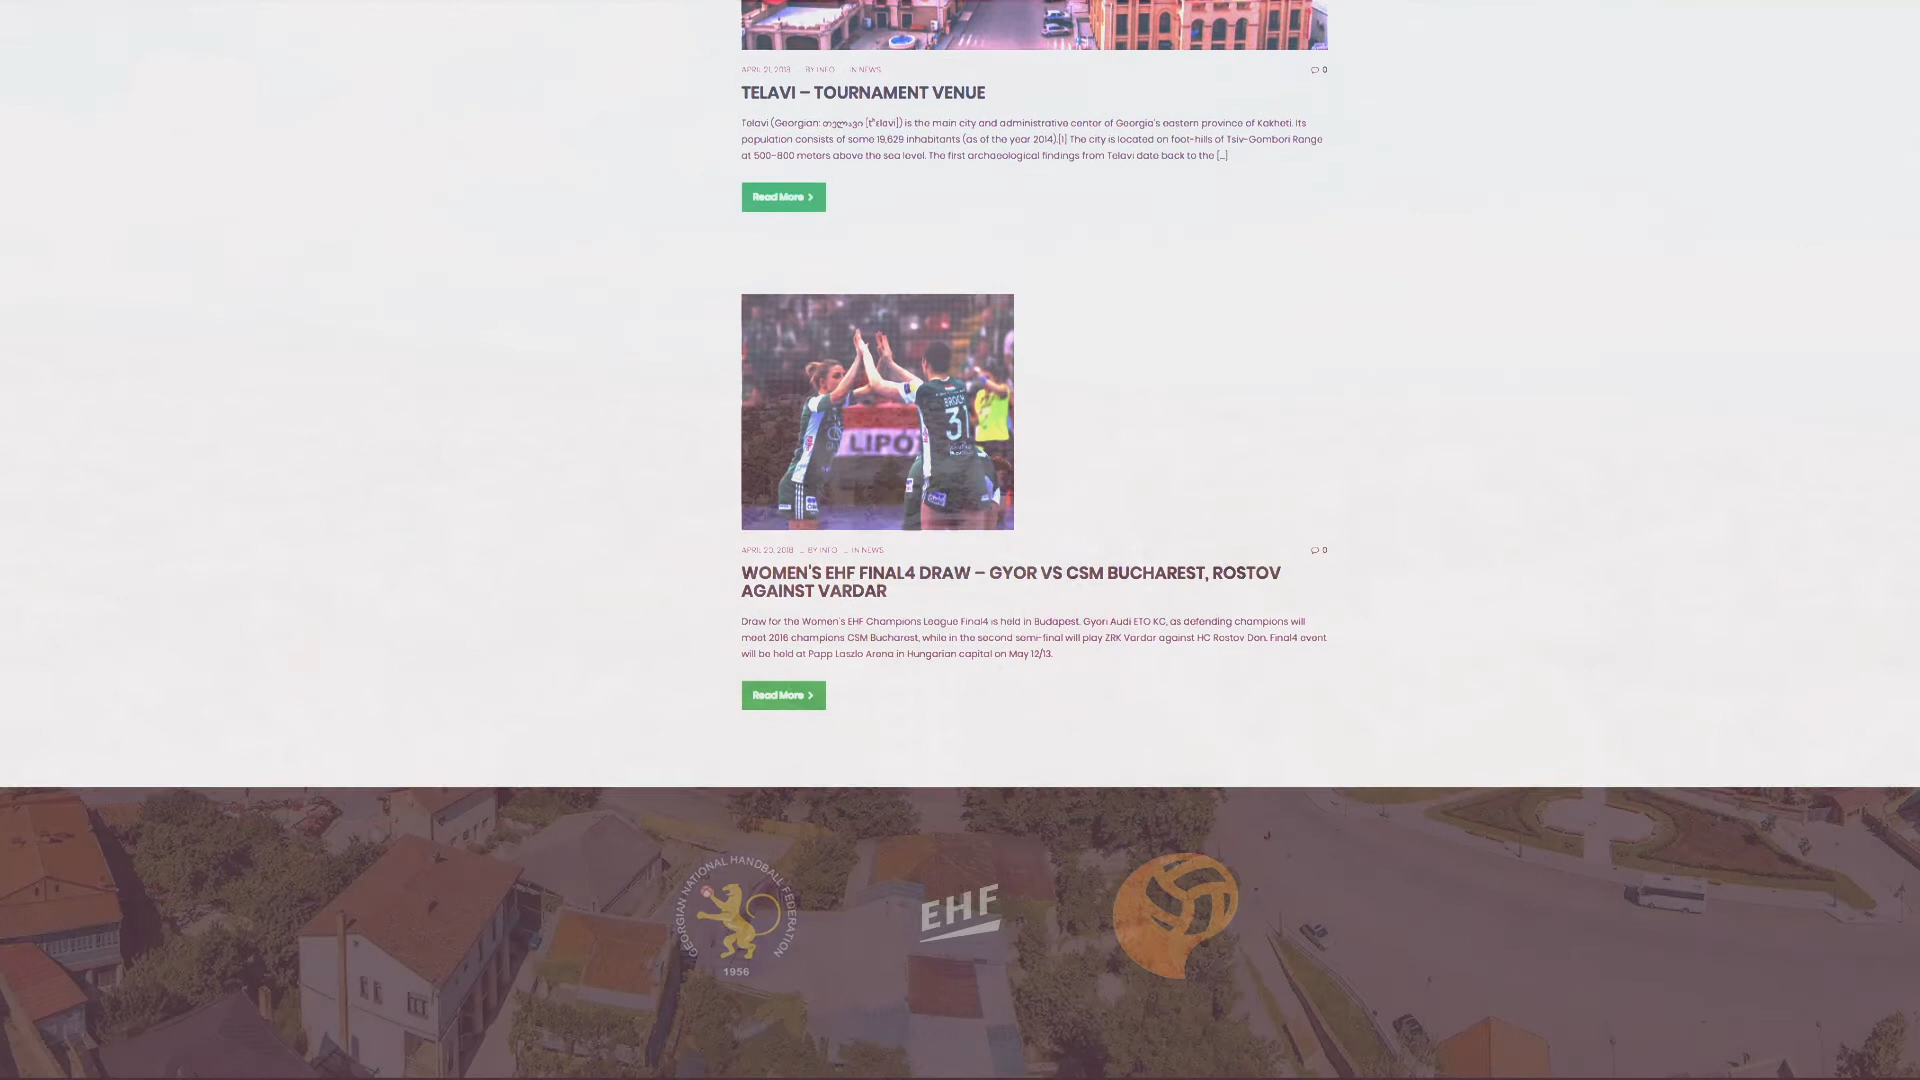 APRIL 21, 2018 BY INFO IN NEWS 0
TELAVI – TOURNAMENT VENUE
Telavi (Georgian: თელავი [tʰɛlavi]) is the main city and administrative center of Georgia's eastern province of Kakheti. Its
population consists of some 19,629 inhabitants (as of the year 2014).[1] The city is located on foot-hills of Tsiv-Gombori Range
at 500–800 meters above the sea level. The first archaeological findings from Telavi date back to the [...]
Read More
BROCH
31
LIPÓ
APRIL 20, 2018 BY INFO IN NEWS 0
WOMEN'S EHF FINAL4 DRAW – GYOR VS CSM BUCHAREST, ROSTOV
AGAINST VARDAR
Draw for the Women's EHF Champions League Final4 is held in Budapest. Gyori Audi ETO KC, as defending champions will
meet 2016 champions CSM Bucharest, while in the second semi-final will play ZRK Vardar against HC Rostov Don. Final4 event
will be held at Papp Laszlo Arena in Hungarian capital on May 12/13.
Read More
GEORGIAN NATIONAL HANDBALL FEDERATION
1956
EHF